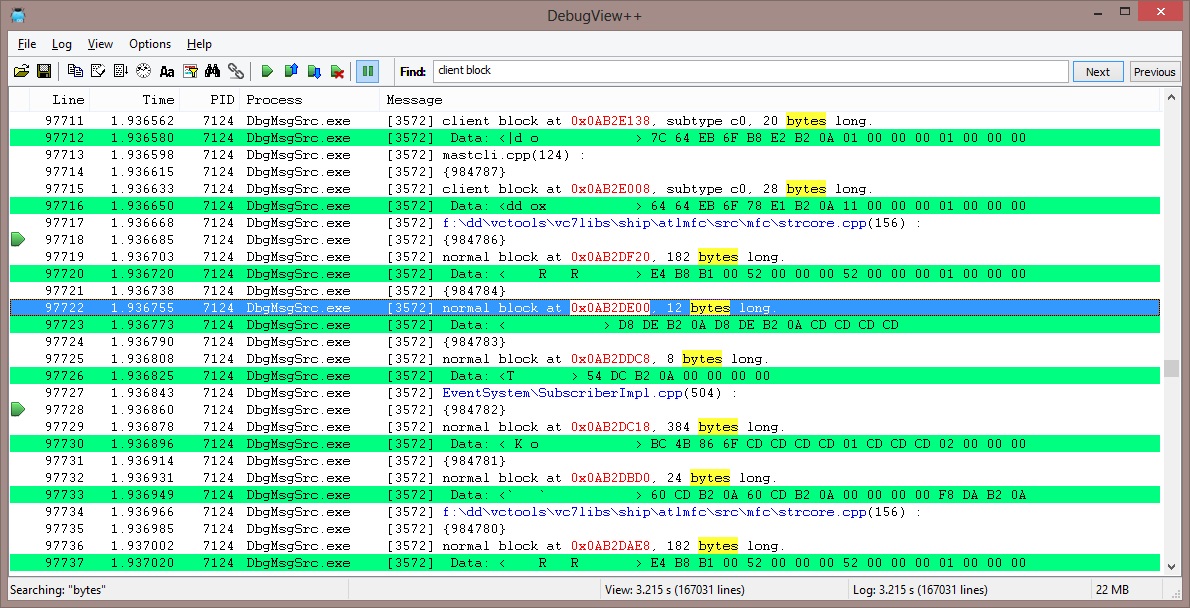 DebugView++
File Log View Options Help
Aa Find: client block Next Previous
Line Time PID Process Message
97711 1.936562 7124 DbgMsgSrc.exe [3572] client block at 0x0AB2E138, subtype c0, 20 bytes long.
97712 1.936580 7124 DbgMsgSrc.exe [3572] Data: <|d o > 7C 64 EB 6F B8 E2 B2 0A 01 00 00 00 01 00 00 00
97713 1.936598 7124 DbgMsgSrc.exe [3572] mastcli.cpp(124) :
97714 1.936615 7124 DbgMsgSrc.exe [3572] {984787}
97715 1.936633 7124 DbgMsgSrc.exe [3572] client block at 0x0AB2E008, subtype c0, 28 bytes long.
97716 1.936650 7124 DbgMsgSrc.exe [3572] Data: <dd ox > 64 64 EB 6F 78 E1 B2 0A 11 00 00 00 01 00 00 00
97717 1.936668 7124 DbgMsgSrc.exe [3572] f:\dd\vctools\vc7libs\ship\atlmfc\src\mfc\strcore.cpp(156) :
97718 1.936685 7124 DbgMsgSrc.exe [3572] {984786}
97719 1.936703 7124 DbgMsgSrc.exe [3572] normal block at 0x0AB2DF20, 182 bytes long.
97720 1.936720 7124 DbgMsgSrc.exe [3572] Data: < R R > E4 B8 B1 00 52 00 00 00 52 00 00 00 01 00 00 00
97721 1.936738 7124 DbgMsgSrc.exe [3572] {984784}
97722 1.936755 7124 DbgMsgSrc.exe [3572] normal block at 0x0AB2DE00, 12 bytes long.
97723 1.936773 7124 DbgMsgSrc.exe [3572] Data: < > D8 DE B2 0A D8 DE B2 0A CD CD CD CD
97724 1.936790 7124 DbgMsgSrc.exe [3572] {984783}
97725 1.936808 7124 DbgMsgSrc.exe [3572] normal block at 0x0AB2DDC8, 8 bytes long.
97726 1.936825 7124 DbgMsgSrc.exe [3572] Data: <T > 54 DC B2 0A 00 00 00 00
97727 1.936843 7124 DbgMsgSrc.exe [3572] EventSystem\SubscriberImpl.cpp(504) :
97728 1.936860 7124 DbgMsgSrc.exe [3572] {984782}
97729 1.936878 7124 DbgMsgSrc.exe [3572] normal block at 0x0AB2DC18, 384 bytes long.
97730 1.936896 7124 DbgMsgSrc.exe [3572] Data: < K o > BC 4B 86 6F CD CD CD CD 01 CD CD CD 02 00 00 00
97731 1.936914 7124 DbgMsgSrc.exe [3572] {984781}
97732 1.936931 7124 DbgMsgSrc.exe [3572] normal block at 0x0AB2DBD0, 24 bytes long.
97733 1.936949 7124 DbgMsgSrc.exe [3572] Data: <` ` > 60 CD B2 0A 60 CD B2 0A 00 00 00 00 F8 DA B2 0A
97734 1.936966 7124 DbgMsgSrc.exe [3572] f:\dd\vctools\vc7libs\ship\atlmfc\src\mfc\strcore.cpp(156) :
97735 1.936985 7124 DbgMsgSrc.exe [3572] {984780}
97736 1.937002 7124 DbgMsgSrc.exe [3572] normal block at 0x0AB2DAE8, 182 bytes long.
97737 1.937020 7124 DbgMsgSrc.exe [3572] Data: < R R > E4 B8 B1 00 52 00 00 00 52 00 00 00 01 00 00 00
Searching: "bytes" View: 3.215 s (167031 lines) Log: 3.215 s (167031 lines) 22 MB